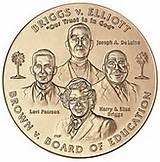 BRIGGS v. ELLIOTT
"Our Trust is in God"
Joseph A. DeLaine
Levi Pearson
Harry & Eliza
Briggs
BROWN v. BOARD OF EDUCATION